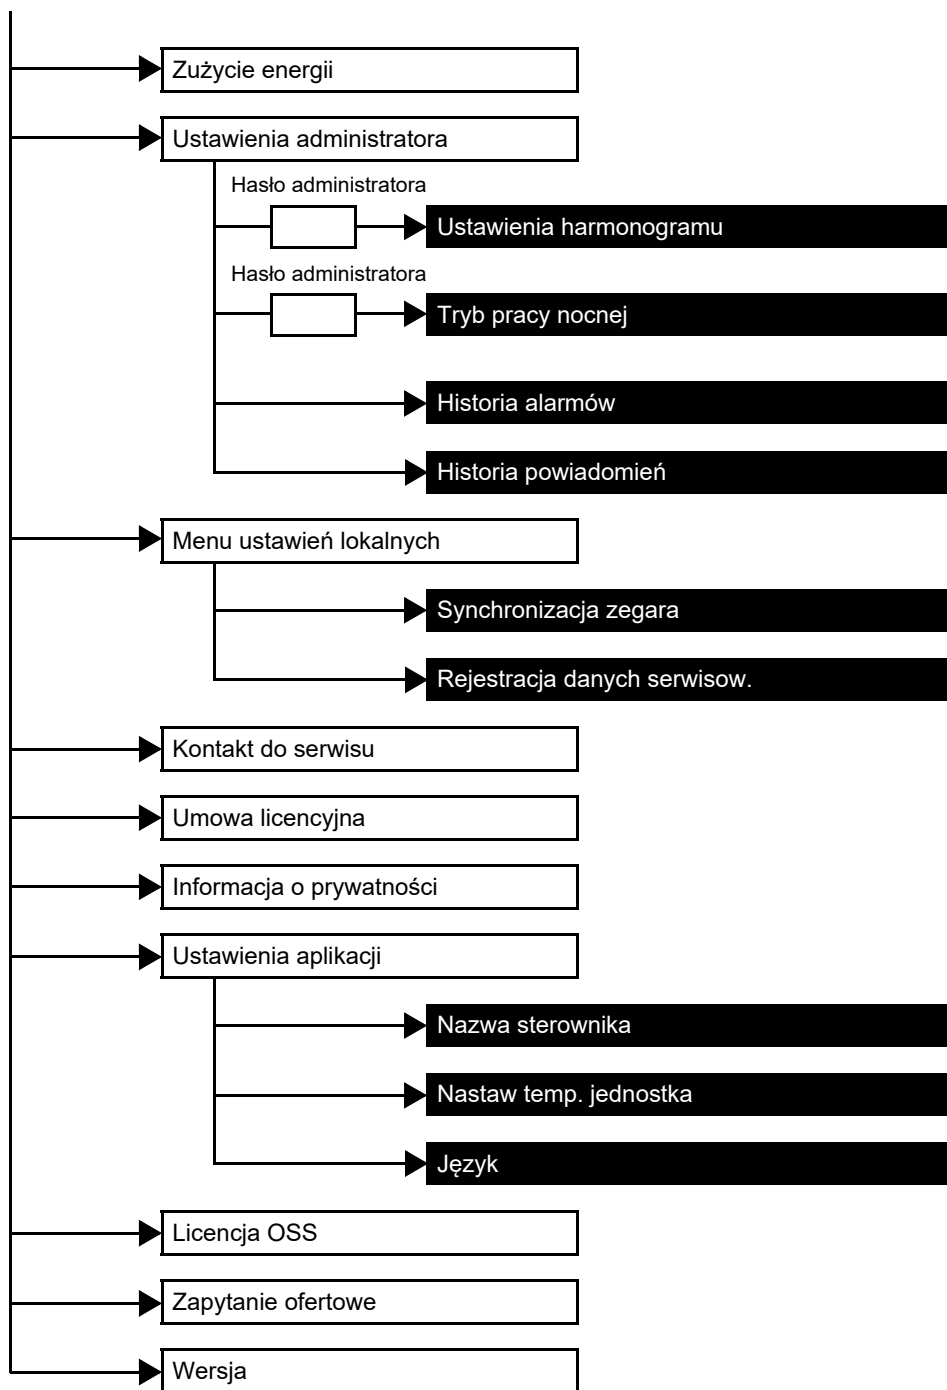 Zużycie energii
Ustawienia administratora
Hasło administratora
Ustawienia harmonogramu
Hasło administratora
Tryb pracy nocnej
Historia alarmów
Historia powiadomień
Menu ustawień lokalnych
Synchronizacja zegara
Rejestracja danych serwisow.
Kontakt do serwisu
Umowa licencyjna
Informacja o prywatności
Ustawienia aplikacji
Nazwa sterownika
Nastaw temp. jednostka
Język
Licencja OSS
Zapytanie ofertowe
Wersja